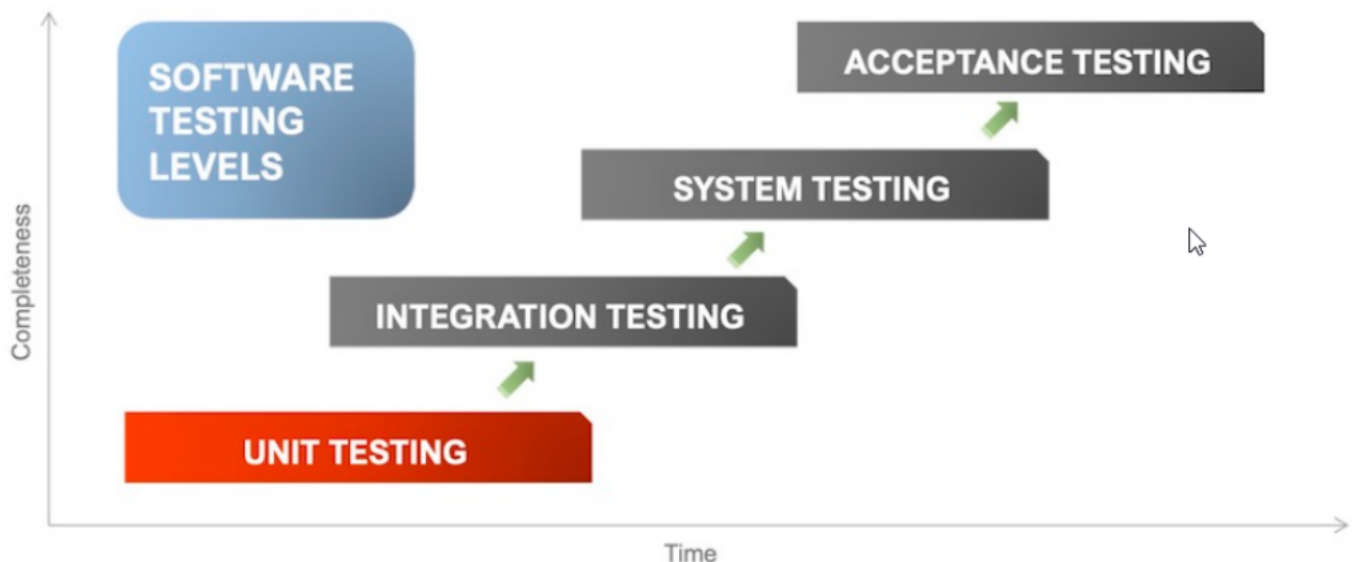 SOFTWARE
TESTING
LEVELS
ACCEPTANCE TESTING
SYSTEM TESTING
INTEGRATION TESTING
UNIT TESTING
Completeness
Time